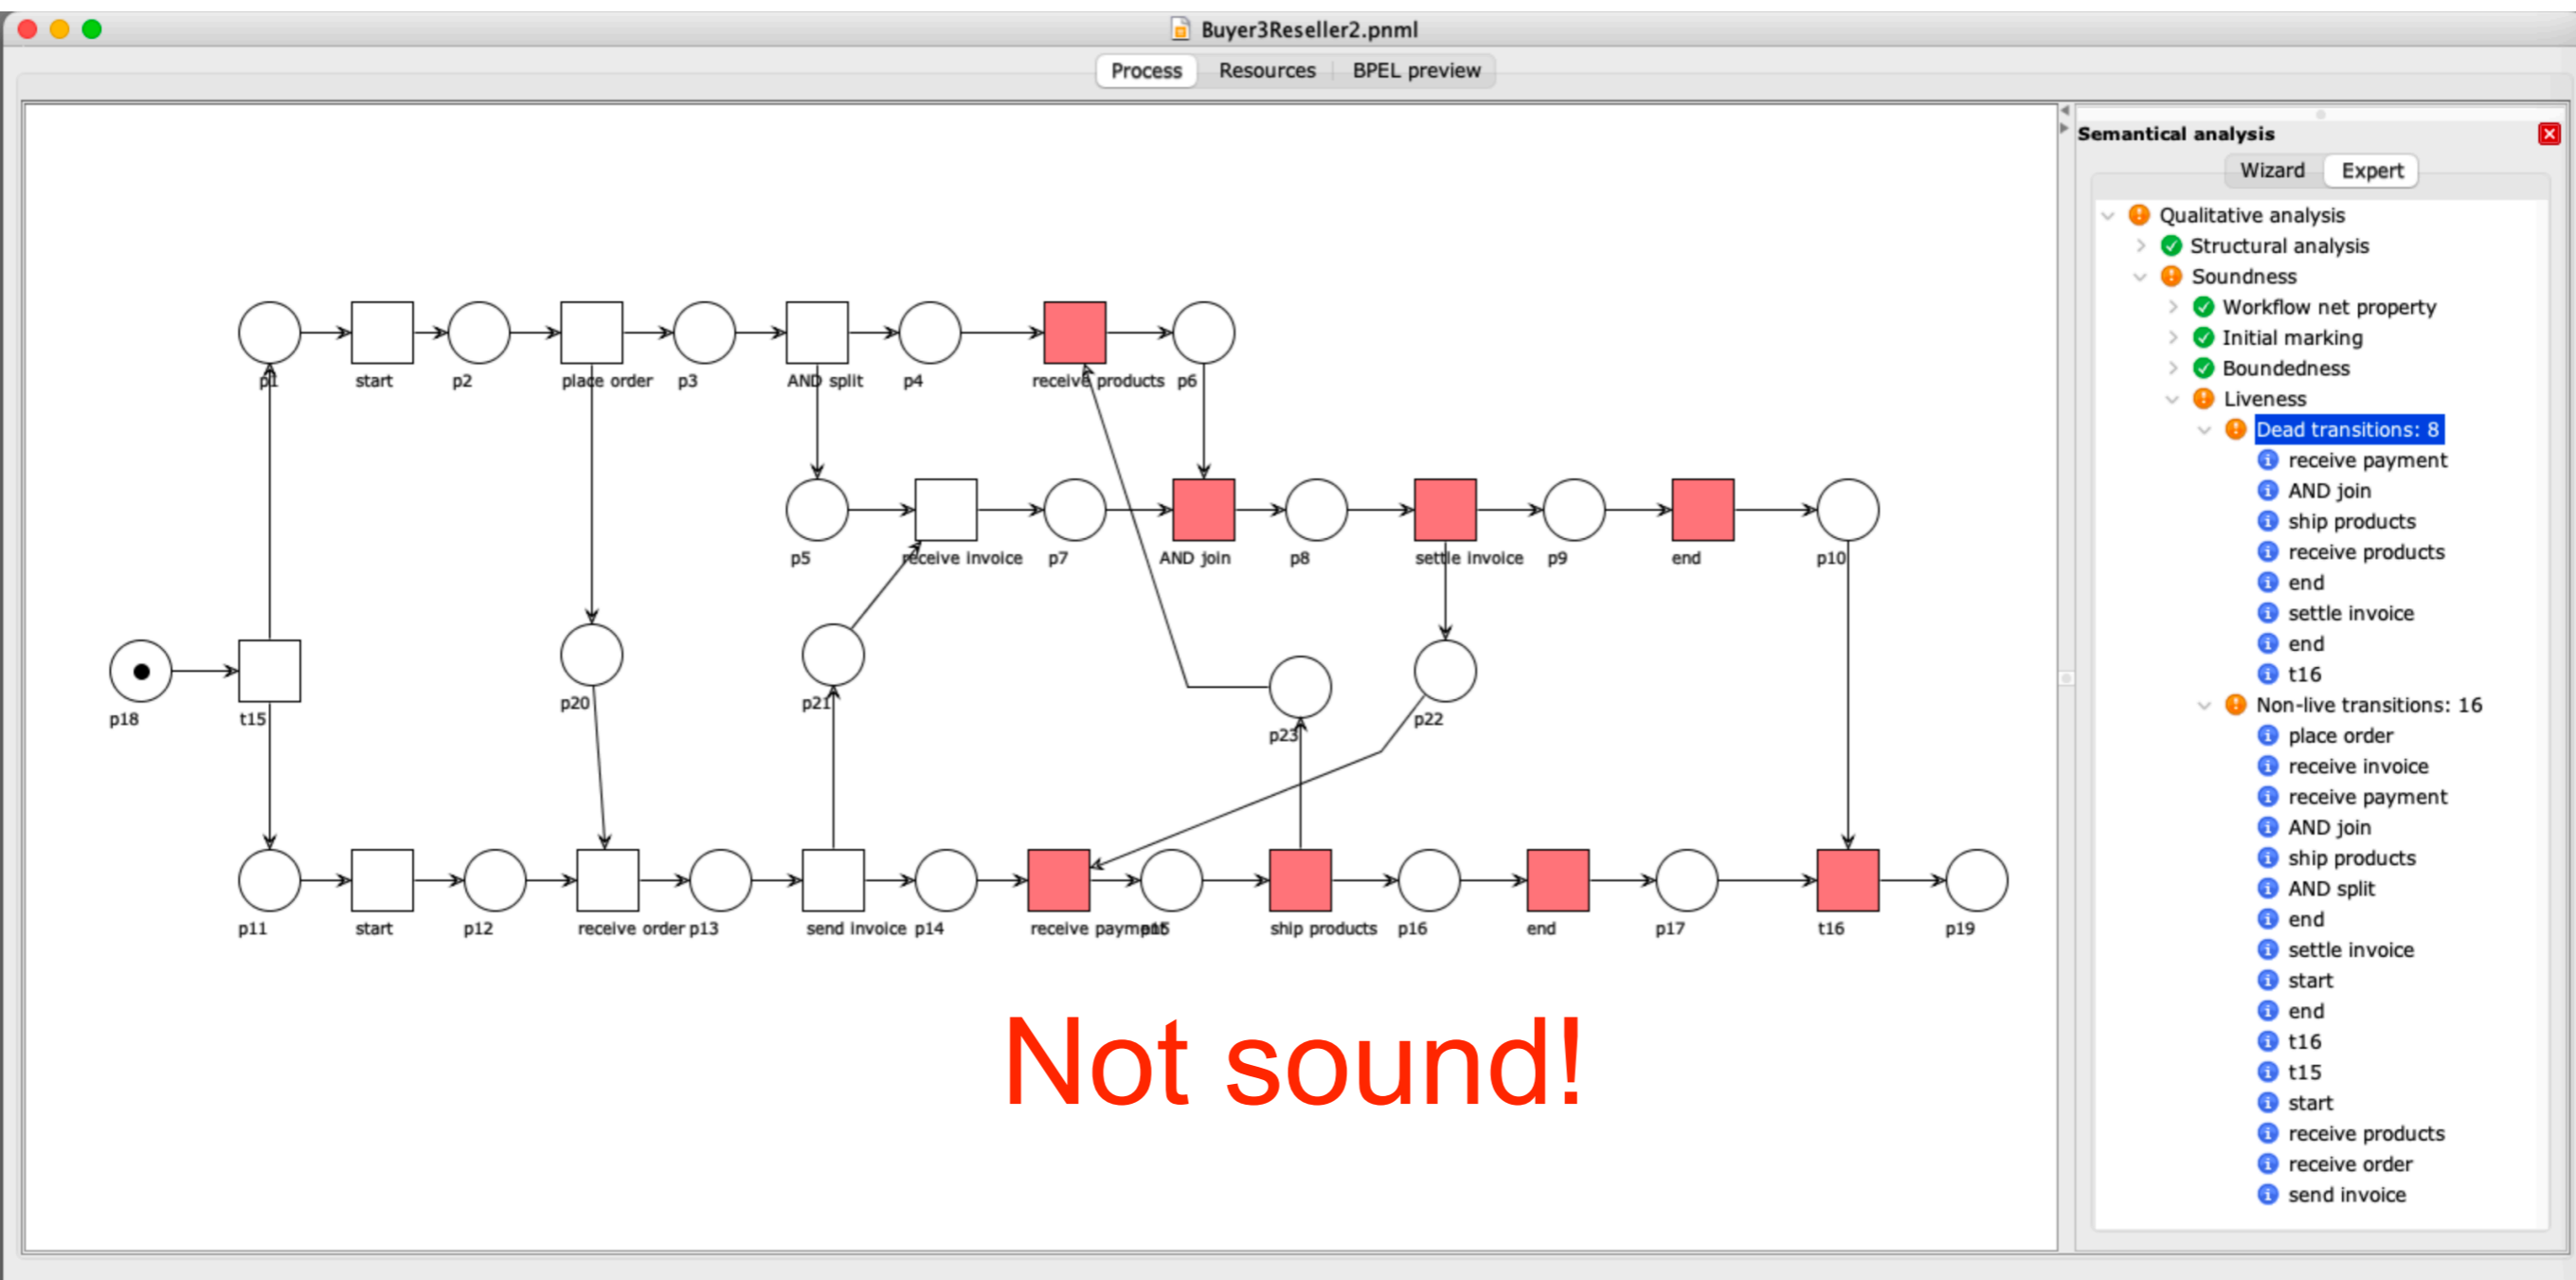 Buyer3Reseller2.pnml
Process Resources BPEL preview
Semantical analysis
Wizard Expert
Qualitative analysis
Structural analysis
Soundness
Workflow net property
Initial marking
Boundedness
Liveness
Dead transitions: 8
receive payment
AND join
ship products
receive products
end
settle invoice
end
t16
Non-live transitions: 16
place order
receive invoice
receive payment
AND join
ship products
AND split
end
settle invoice
start
end
t16
t15
start
receive products
receive order
send invoice
p1 start p2 place order p3 AND split p4 receive products p6
p5 receive invoice p7 AND join p8 settle invoice p9 end p10
p20 p21 p23 p22
p18 t15
p11 start p12 receive order p13 send invoice p14 receive payment p15 ship products p16 end p17 t16 p19
Not sound!